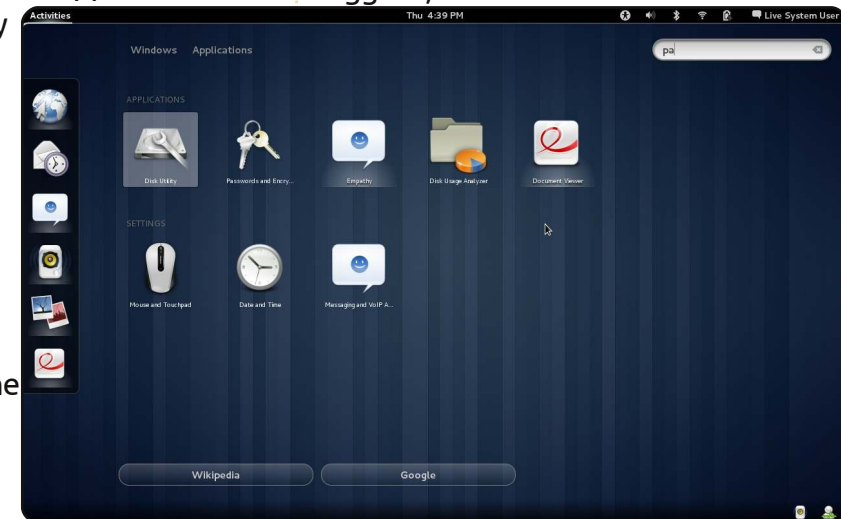 Activities
Thu 4:39 PM
Live System User
Windows Applications
pa
APPLICATIONS
Disk Utility
Passwords and Encry...
Empathy
Disk Usage Analyzer
Document Viewer
SETTINGS
Mouse and Touchpad
Date and Time
Messaging and VoIP A...
Wikipedia
Google